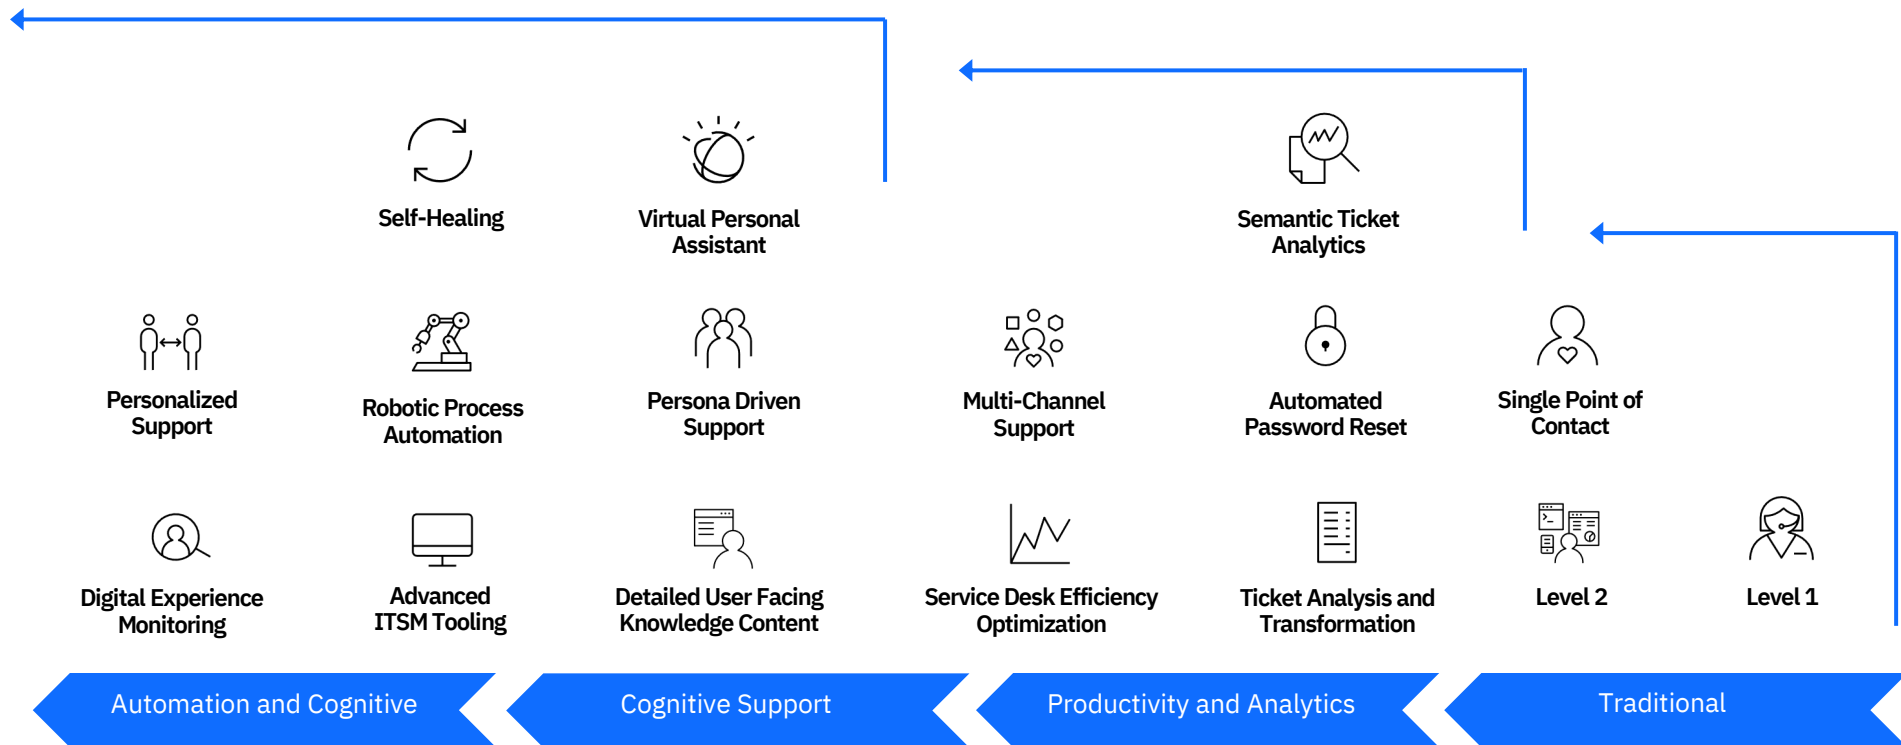 Self-Healing
Virtual Personal
Assistant
Semantic Ticket
Analytics
Personalized
Support
Robotic Process
Automation
Persona Driven
Support
Multi-Channel
Support
Automated
Password Reset
Single Point of
Contact
Digital Experience
Monitoring
Advanced
ITSM Tooling
Detailed User Facing
Knowledge Content
Service Desk Efficiency
Optimization
Ticket Analysis and
Transformation
Level 2
Level 1
Automation and Cognitive
Cognitive Support
Productivity and Analytics
Traditional